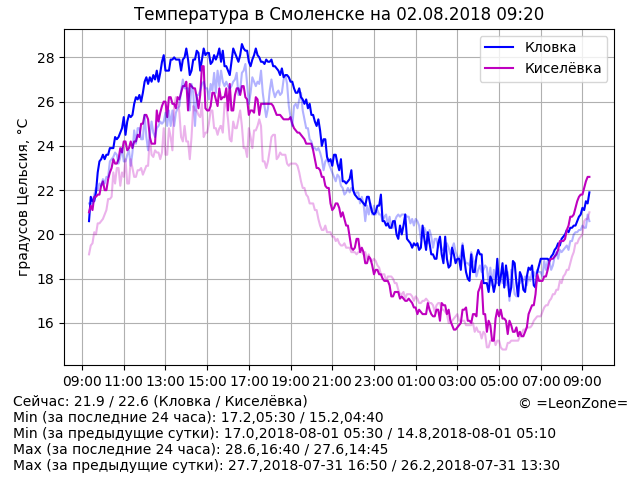 Температура в Смоленске на 02.08.2018 09:20
градусов Цельсия, °C
28
26
24
22
20
18
16
Кловка
Киселёвка
09:00 11:00 13:00 15:00 17:00 19:00 21:00 23:00 01:00 03:00 05:00 07:00 09:00
Сейчас: 21.9 / 22.6 (Кловка / Киселёвка)
© =LeonZone=
Min (за последние 24 часа): 17.2,05:30 / 15.2,04:40
Min (за предыдущие сутки): 17.0,2018-08-01 05:30 / 14.8,2018-08-01 05:10
Max (за последние 24 часа): 28.6,16:40 / 27.6,14:45
Max (за предыдущие сутки): 27.7,2018-07-31 16:50 / 26.2,2018-07-31 13:30